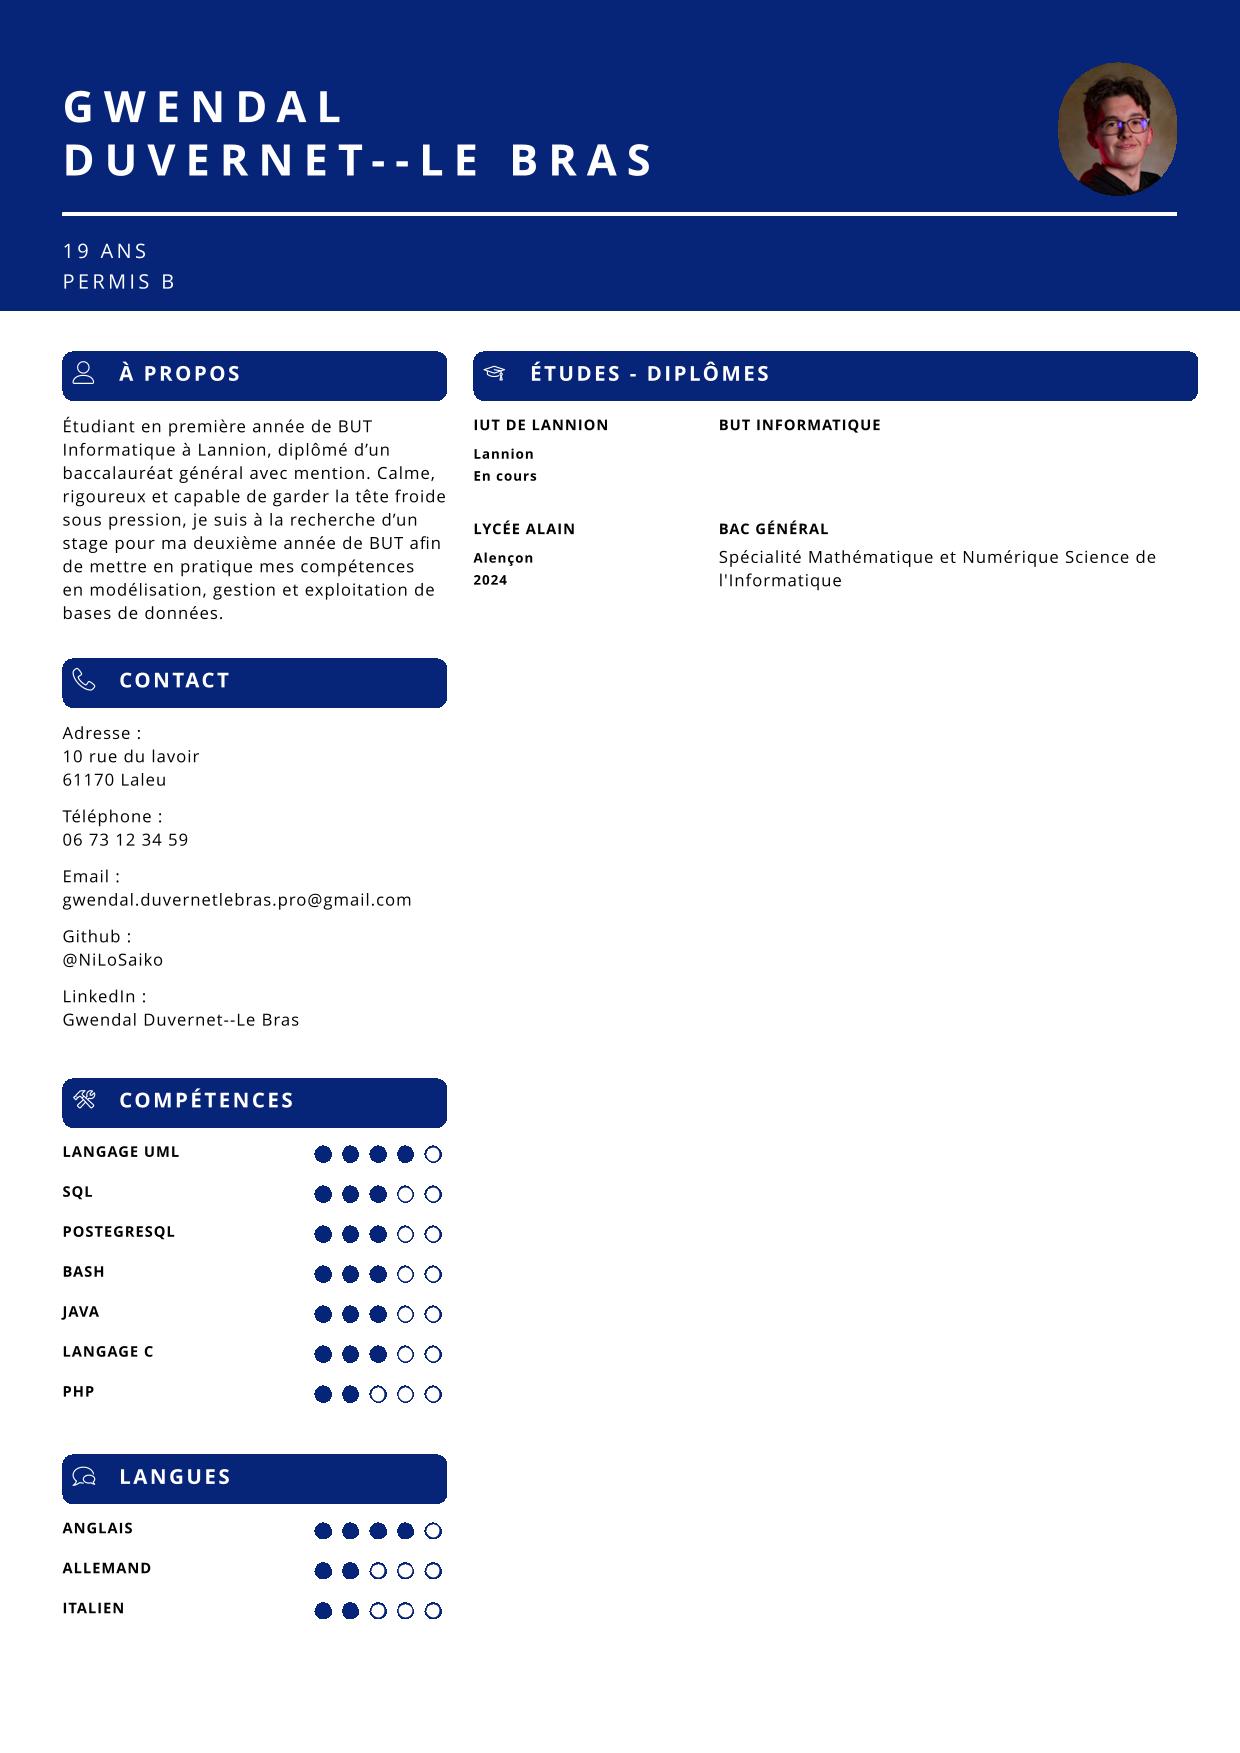 GWENDAL
DUVERNET--LE BRAS
19 ANS
PERMIS B
À PROPOS
Étudiant en première année de BUT
Informatique à Lannion, diplômé d’un
baccalauréat général avec mention. Calme,
rigoureux et capable de garder la tête froide
sous pression, je suis à la recherche d’un
stage pour ma deuxième année de BUT afin
de mettre en pratique mes compétences
en modélisation, gestion et exploitation de
bases de données.
CONTACT
Adresse :
10 rue du lavoir
61170 Laleu
Téléphone :
06 73 12 34 59
Email :
gwendal.duvernetlebras.pro@gmail.com
Github :
@NiLoSaiko
LinkedIn :
Gwendal Duvernet--Le Bras
COMPÉTENCES
LANGAGE UML
SQL
POSTEGRESQL
BASH
JAVA
LANGAGE C
PHP
LANGUES
ANGLAIS
ALLEMAND
ITALIEN
ÉTUDES - DIPLÔMES
IUT DE LANNION
Lannion
En cours
BUT INFORMATIQUE
LYCÉE ALAIN
Alençon
2024
BAC GÉNÉRAL
Spécialité Mathématique et Numérique Science de
l'Informatique